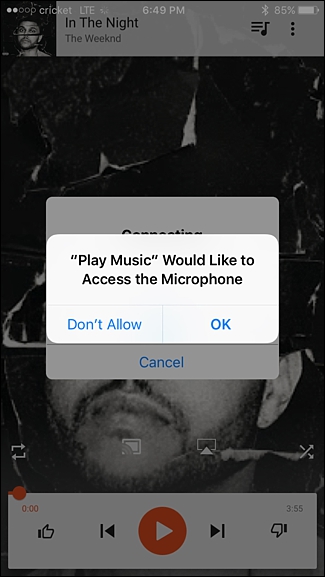 cricket LTE 6:49 PM 85%
In The Night
The Weeknd
Connecting
"Play Music" Would Like to
Access the Microphone
Don't Allow OK
Cancel
0:00 3:55